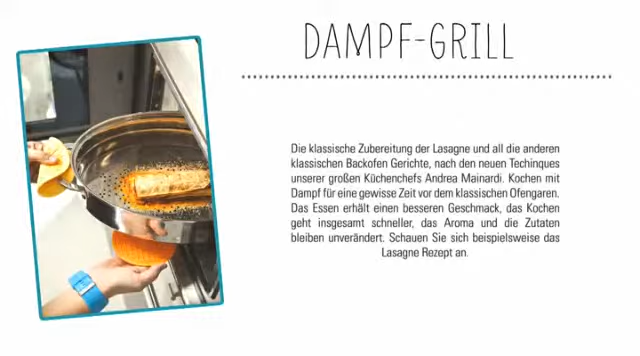 DAMPF-GRILL
Die klassische Zubereitung der Lasagne und all die anderen
klassischen Backofen Gerichte, nach den neuen Techinques
unserer großen Küchenchefs Andrea Mainardi. Kochen mit
Dampf für eine gewisse Zeit vor dem klassischen Ofengaren.
Das Essen erhält einen besseren Geschmack, das Kochen
geht insgesamt schneller, das Aroma und die Zutaten
bleiben unverändert. Schauen Sie sich beispielsweise das
Lasagne Rezept an.